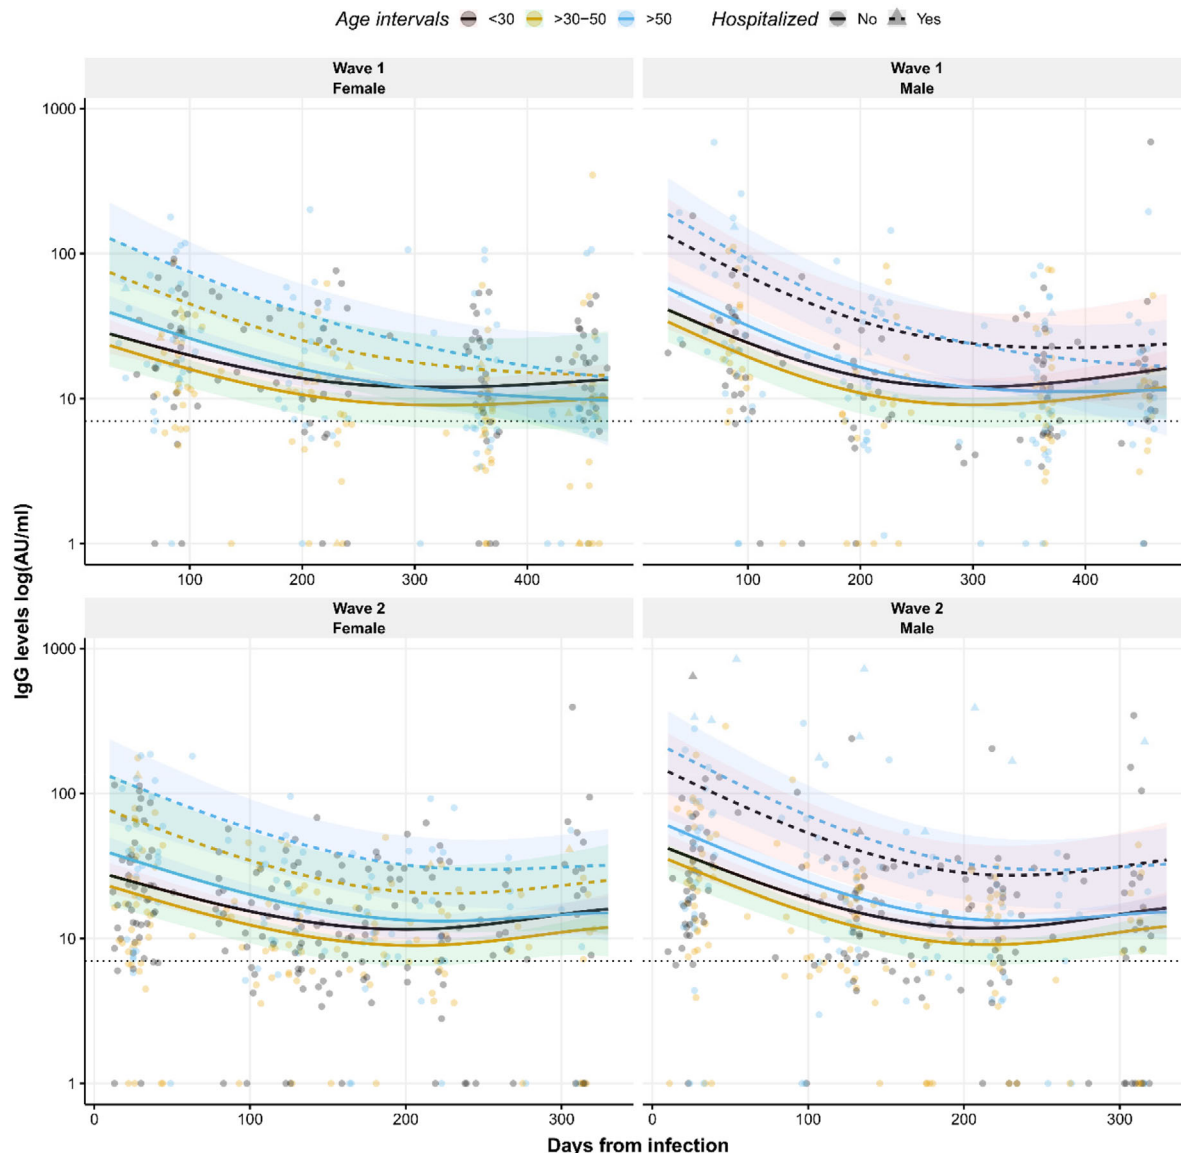 Age intervals <30 >30−50 >50 Hospitalized No Yes
Wave 1
Female
Wave 1
Male
1000
100
10
1
100 200 300 400
100 200 300 400
Wave 2
Female
Wave 2
Male
1000
100
10
1
0 100 200 300
0 100 200 300
IgG levels log(AU/ml)
Days from infection